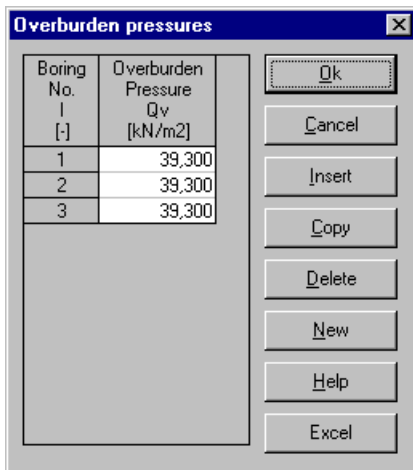 Overburden pressures
Boring Overburden
No. Pressure
I Qv
[-] [kN/m2]
1 39,300
2 39,300
3 39,300
Ok
Cancel
Insert
Copy
Delete
New
Help
Excel